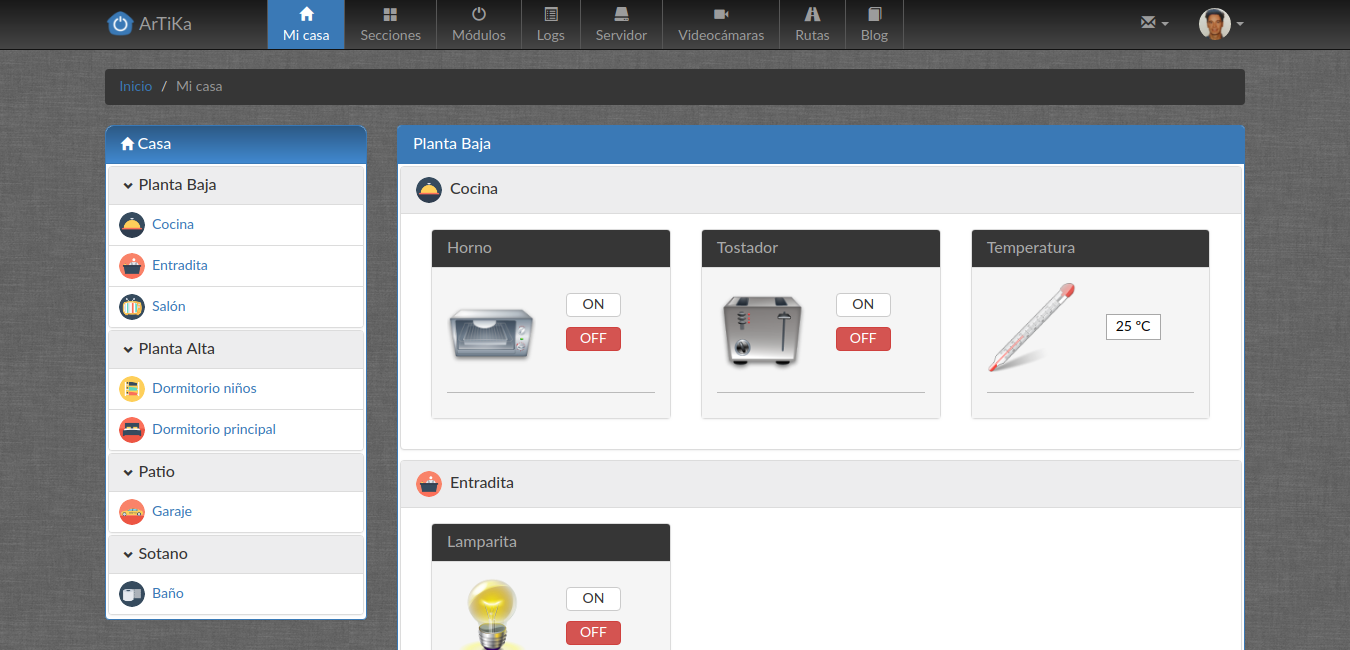 ArTiKa
Mi casa
Secciones
Módulos
Logs
Servidor
Videocámaras
Rutas
Blog
Inicio / Mi casa
Casa
Planta Baja
Cocina
Entradita
Salón
Planta Alta
Dormitorio niños
Dormitorio principal
Patio
Garaje
Sotano
Baño
Planta Baja
Cocina
Horno
ON
OFF
Tostador
ON
OFF
Temperatura
25 ºC
Entradita
Lamparita
ON
OFF